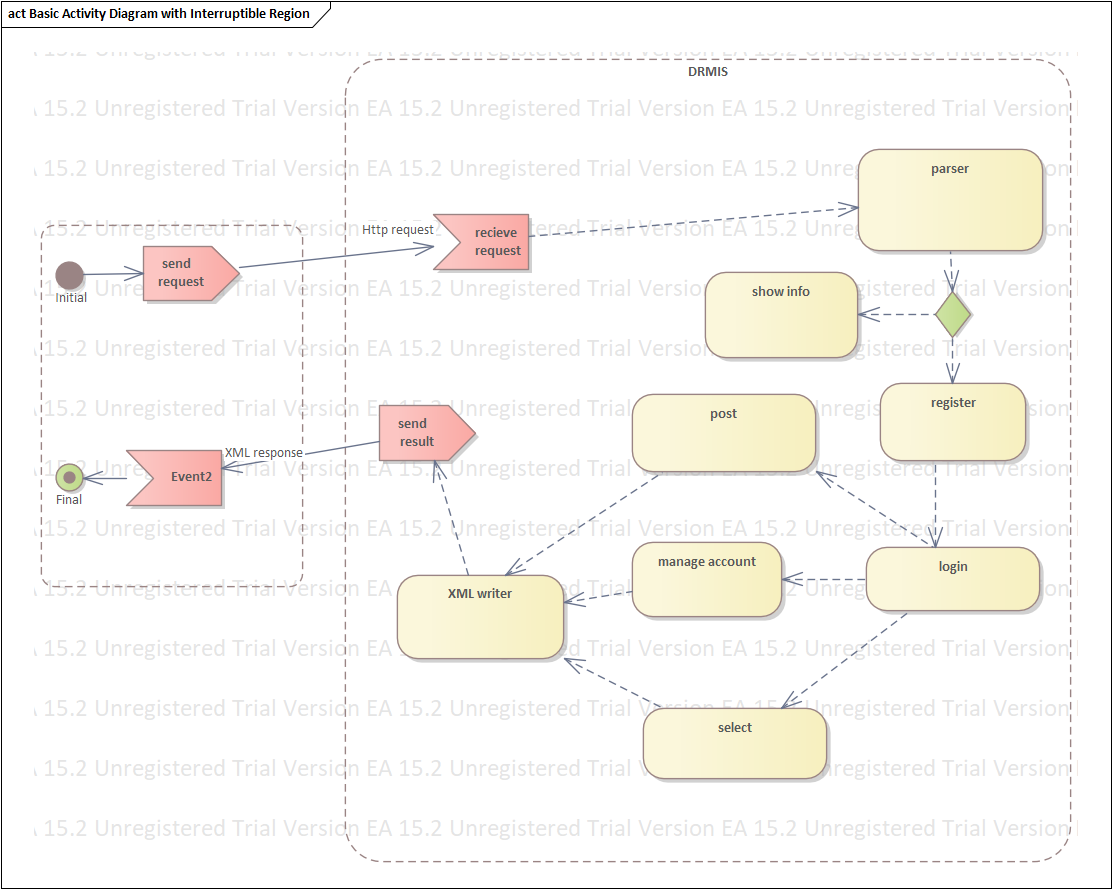 act Basic Activity Diagram with Interruptible Region
DRMIS
EA 15.2 Unregistered Trial Version EA 15.2 Unregistered Trial Version EA 15.2 Unregistered Trial Version
parser
Http request
recieve
request
send
request
Initial
show info
register
post
send
result
XML response
Event2
Final
manage account
login
XML writer
select